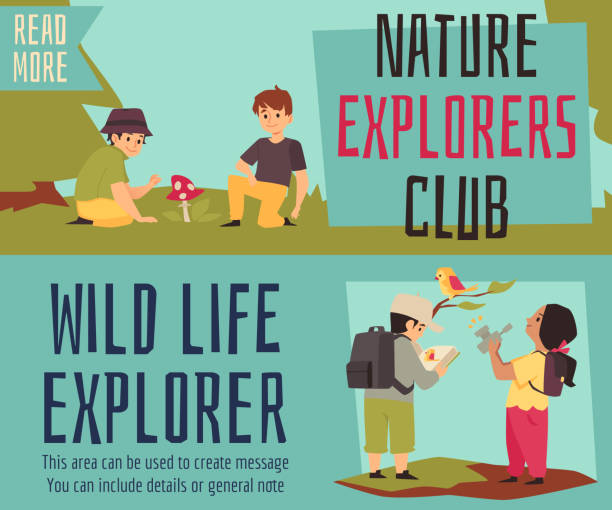 READ
MORE
NATURE
EXPLORERS
CLUB
WILD LIFE
EXPLORER
This area can be used to create message
You can include details or general note